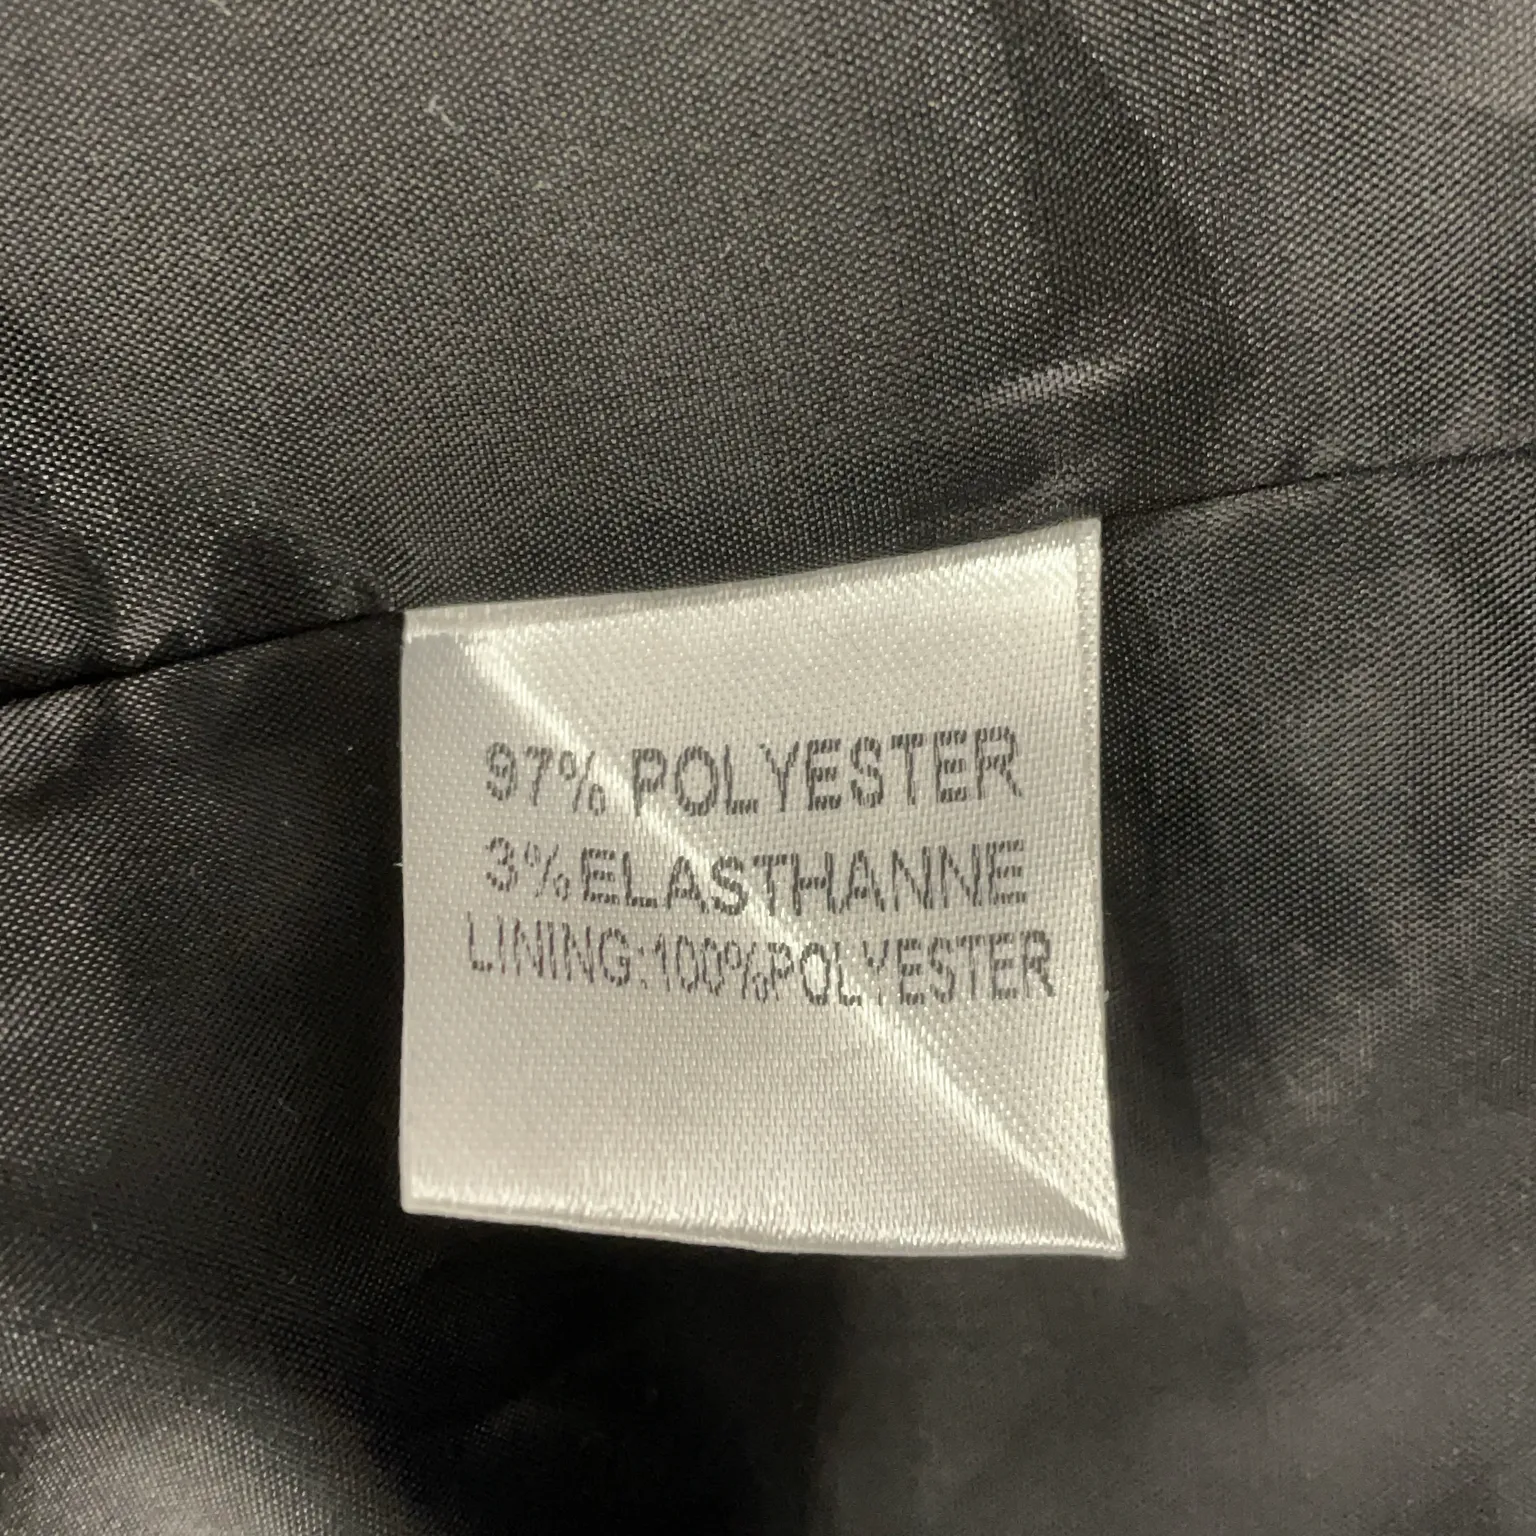 97% POLYESTER
3% ELASTHANNE
LINING:100%POLYESTER